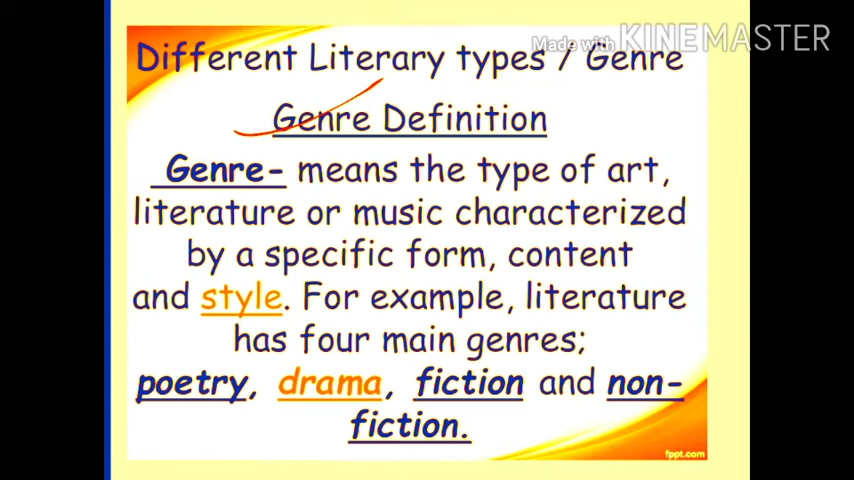 Made with KINEMASTER
Different Literary types / Genre
Genre Definition
Genre- means the type of art,
literature or music characterized
by a specific form, content
and style. For example, literature
has four main genres;
poetry, drama, fiction and non-
fiction.
fppt.com